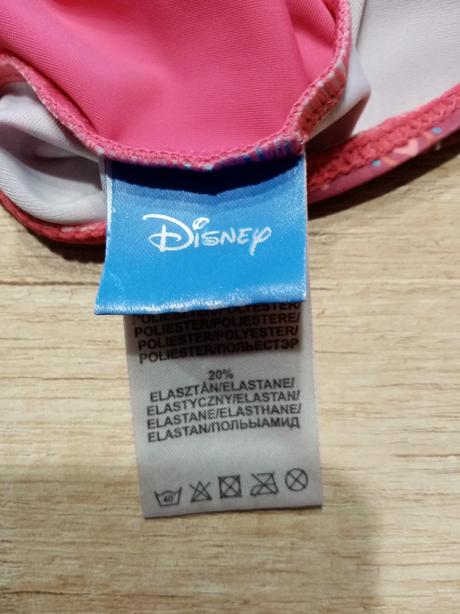 Disney
POLIESTER/POLIESTERE/
POLIESTER/POLYESTER/
POLIESTER/ПОЛЬЕСТЭР
20%
ELASZTÁN/ELASTANE/
ELASTYCZNY/ELASTAN/
ELASTANE/ELASTHANE/
ELASTAN/ПОЛЬЫАМИД
40